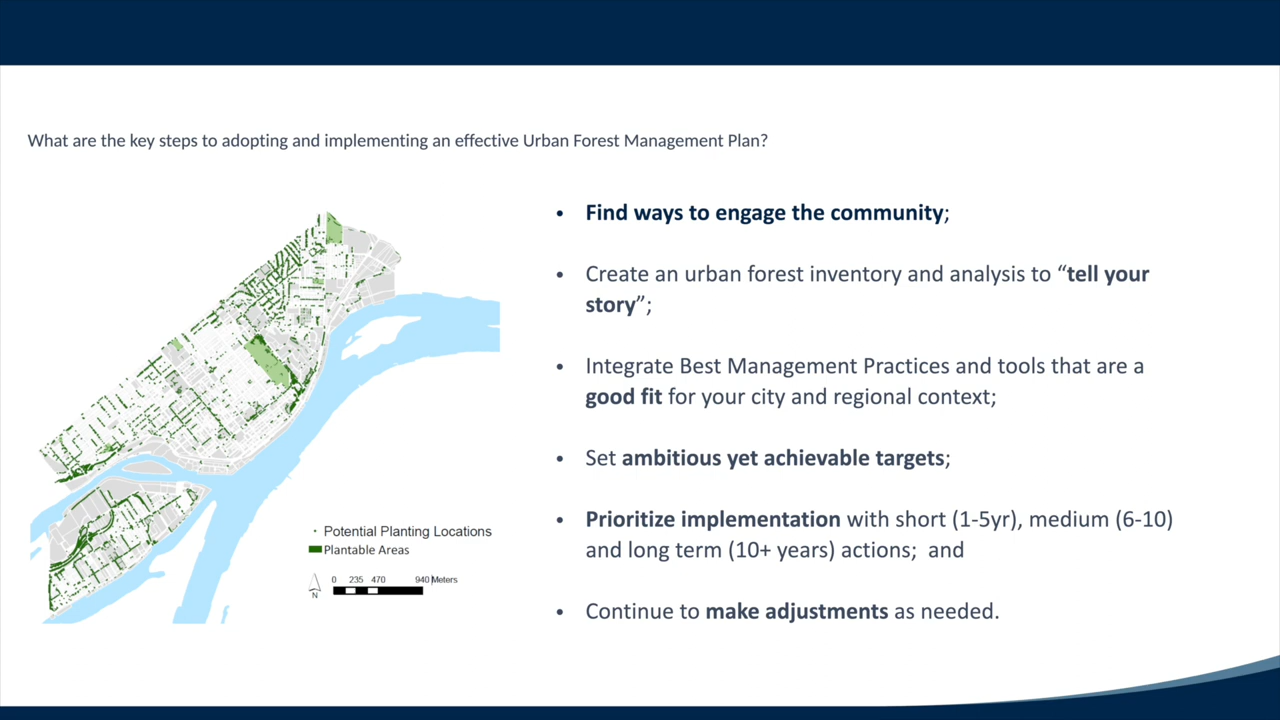 What are the key steps to adopting and implementing an effective Urban Forest Management Plan?
• Find ways to engage the community;
• Create an urban forest inventory and analysis to “tell your
story”;
• Integrate Best Management Practices and tools that are a
good fit for your city and regional context;
• Set ambitious yet achievable targets;
• Prioritize implementation with short (1-5yr), medium (6-10)
and long term (10+ years) actions; and
• Continue to make adjustments as needed.
Potential Planting Locations
Plantable Areas
0 235 470 940 Meters
N